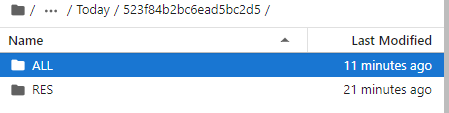 / ··· / Today / 523f84b2bc6ead5bc2d5 /
Name Last Modified
ALL 11 minutes ago
RES 21 minutes ago